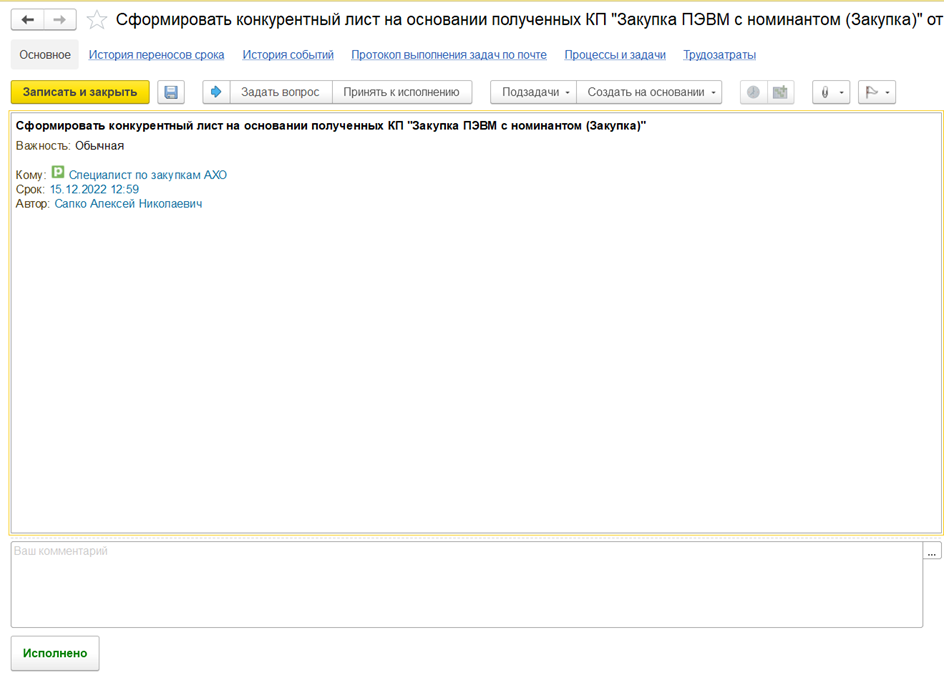 Сформировать конкурентный лист на основании полученных КП "Закупка ПЭВМ с номинантом (Закупка)" от
Основное История переносов срока История событий Протокол выполнения задач по почте Процессы и задачи Трудозатраты
Записать и закрыть Задать вопрос Принять к исполнению Подзадачи Создать на основании
Сформировать конкурентный лист на основании полученных КП "Закупка ПЭВМ с номинантом (Закупка)"
Важность: Обычная
Кому: Специалист по закупкам АХО
Срок: 15.12.2022 12:59
Автор: Сапко Алексей Николаевич
Ваш комментарий
...
Исполнено